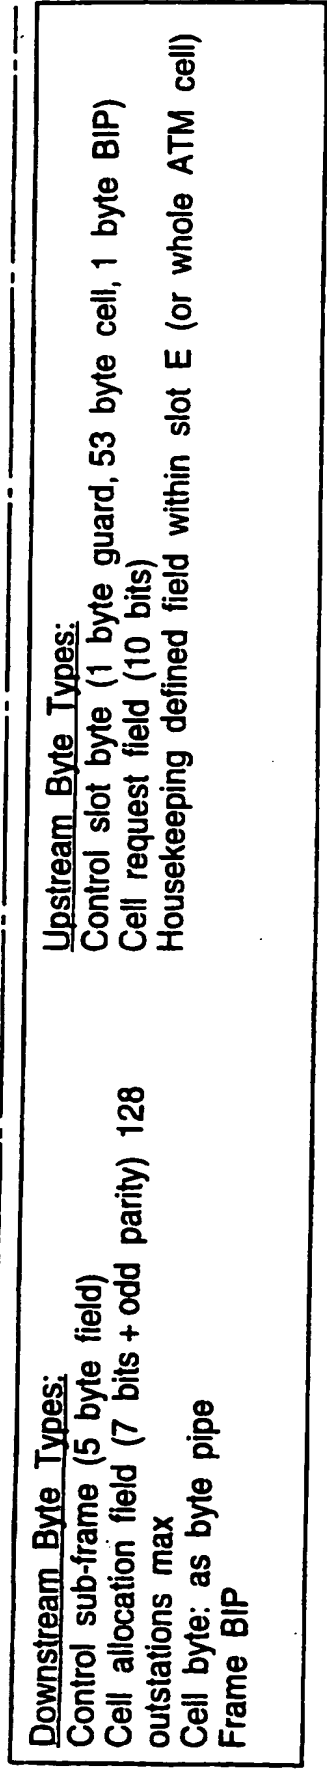 Downstream Byte Types:
Control sub-frame (5 byte field)
Cell allocation field (7 bits + odd parity) 128
outstations max
Cell byte: as byte pipe
Frame BIP
Upstream Byte Types:
Control slot byte (1 byte guard, 53 byte cell, 1 byte BIP)
Cell request field (10 bits)
Housekeeping defined field within slot E (or whole ATM cell)